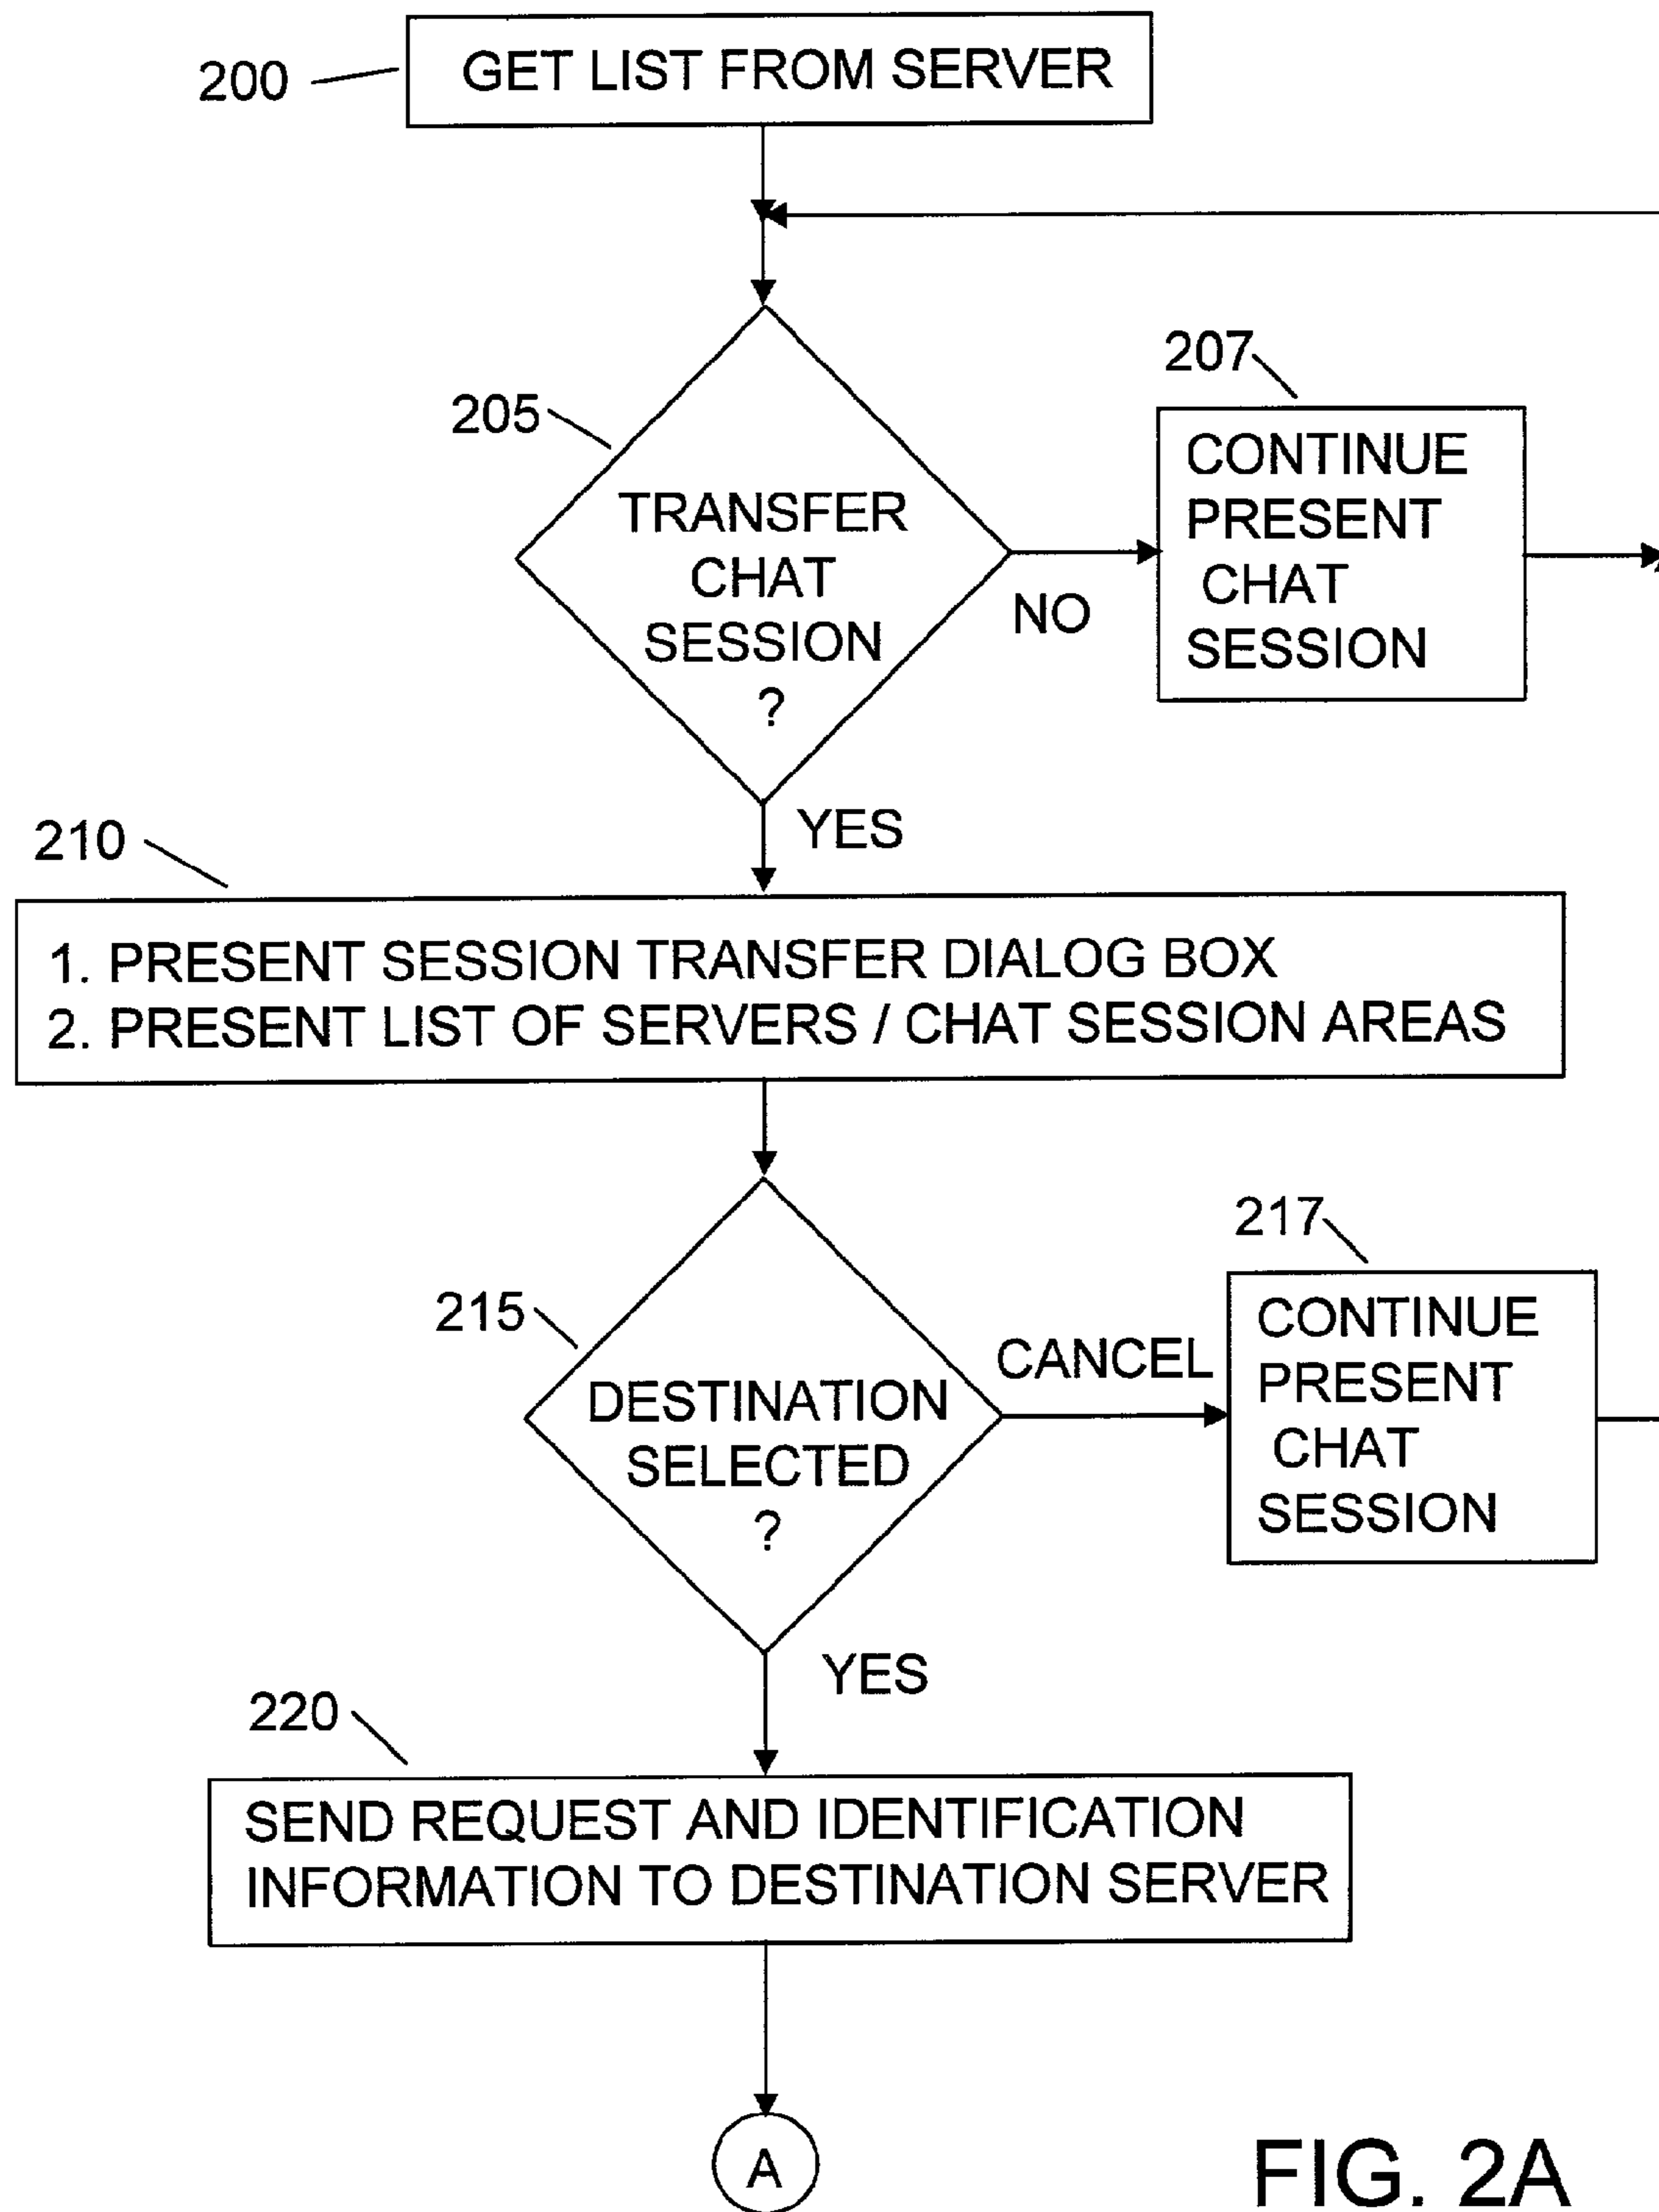 200
GET LIST FROM SERVER
207
205
TRANSFER
CHAT
SESSION
?
NO
CONTINUE
PRESENT
CHAT
SESSION
YES
210
1. PRESENT SESSION TRANSFER DIALOG BOX
2. PRESENT LIST OF SERVERS / CHAT SESSION AREAS
217
215
DESTINATION
SELECTED
?
CANCEL
CONTINUE
PRESENT
CHAT
SESSION
YES
220
SEND REQUEST AND IDENTIFICATION
INFORMATION TO DESTINATION SERVER
A
FIG. 2A